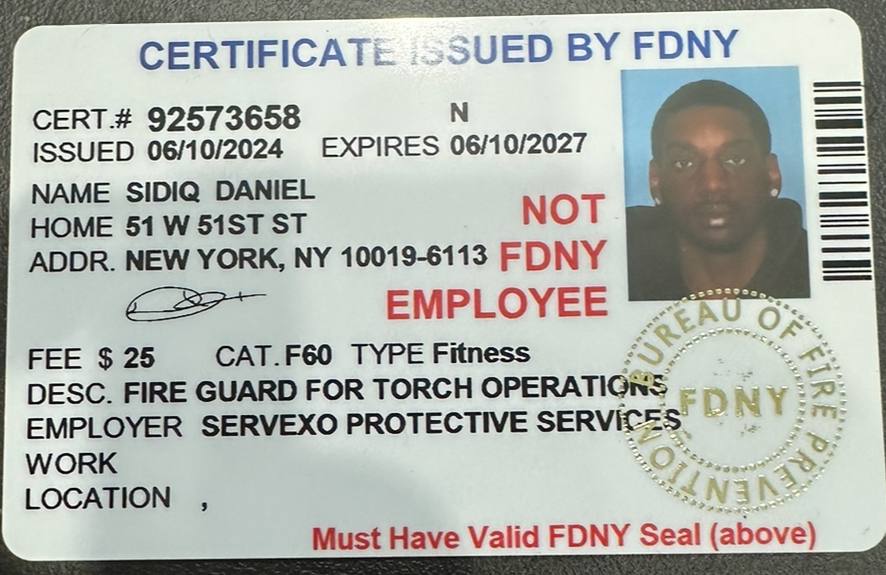 CERTIFICATE ISSUED BY FDNY
CERT.# 92573658 N
ISSUED 06/10/2024 EXPIRES 06/10/2027
NAME SIDIQ DANIEL
HOME 51 W 51ST ST
ADDR. NEW YORK, NY 10019-6113
NOT
FDNY
EMPLOYEE
FEE $ 25 CAT. F60 TYPE Fitness
DESC. FIRE GUARD FOR TORCH OPERATIONS
EMPLOYER SERVEXO PROTECTIVE SERVICES
WORK
LOCATION ,
BUREAU OF FIRE PREVENTION
FDNY
Must Have Valid FDNY Seal (above)